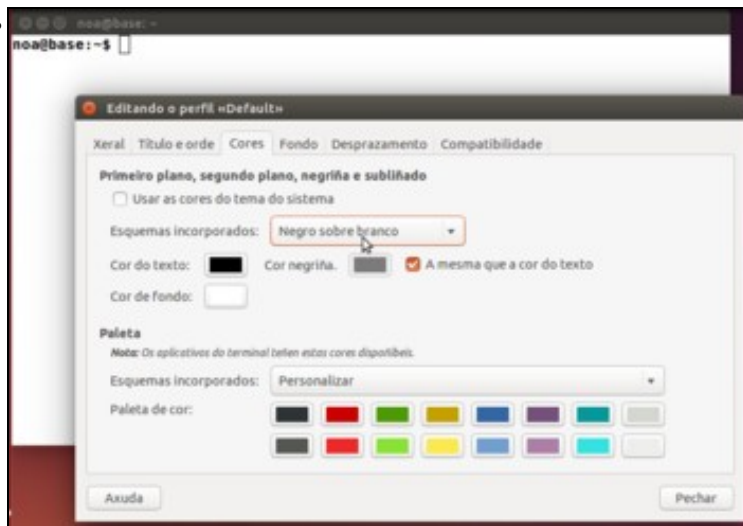 noa@base: ~
noa@base:~$
Editando o perfil «Default»
Xeral Título e orde Cores Fondo Desprazamento Compatibilidade
Primeiro plano, segundo plano, negriña e subliñado
Usar as cores do tema do sistema
Esquemas incorporados: Negro sobre branco
Cor do texto: Cor negriña. A mesma que a cor do texto
Cor de fondo:
Paleta
Nota: Os aplicativos do terminal teñen estas cores dispoñíbeis.
Esquemas incorporados: Personalizar
Paleta de cor:
Axuda Pechar